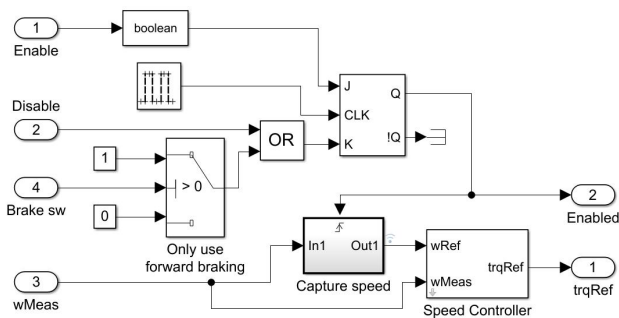 1
Enable
boolean
Disable
2
1
4
Brake sw
> 0
0
Only use
forward braking
OR
J
CLK
K
Q
!Q
2
Enabled
In1
Out1
Capture speed
3
wMeas
wRef
wMeas
trqRef
Speed Controller
1
trqRef